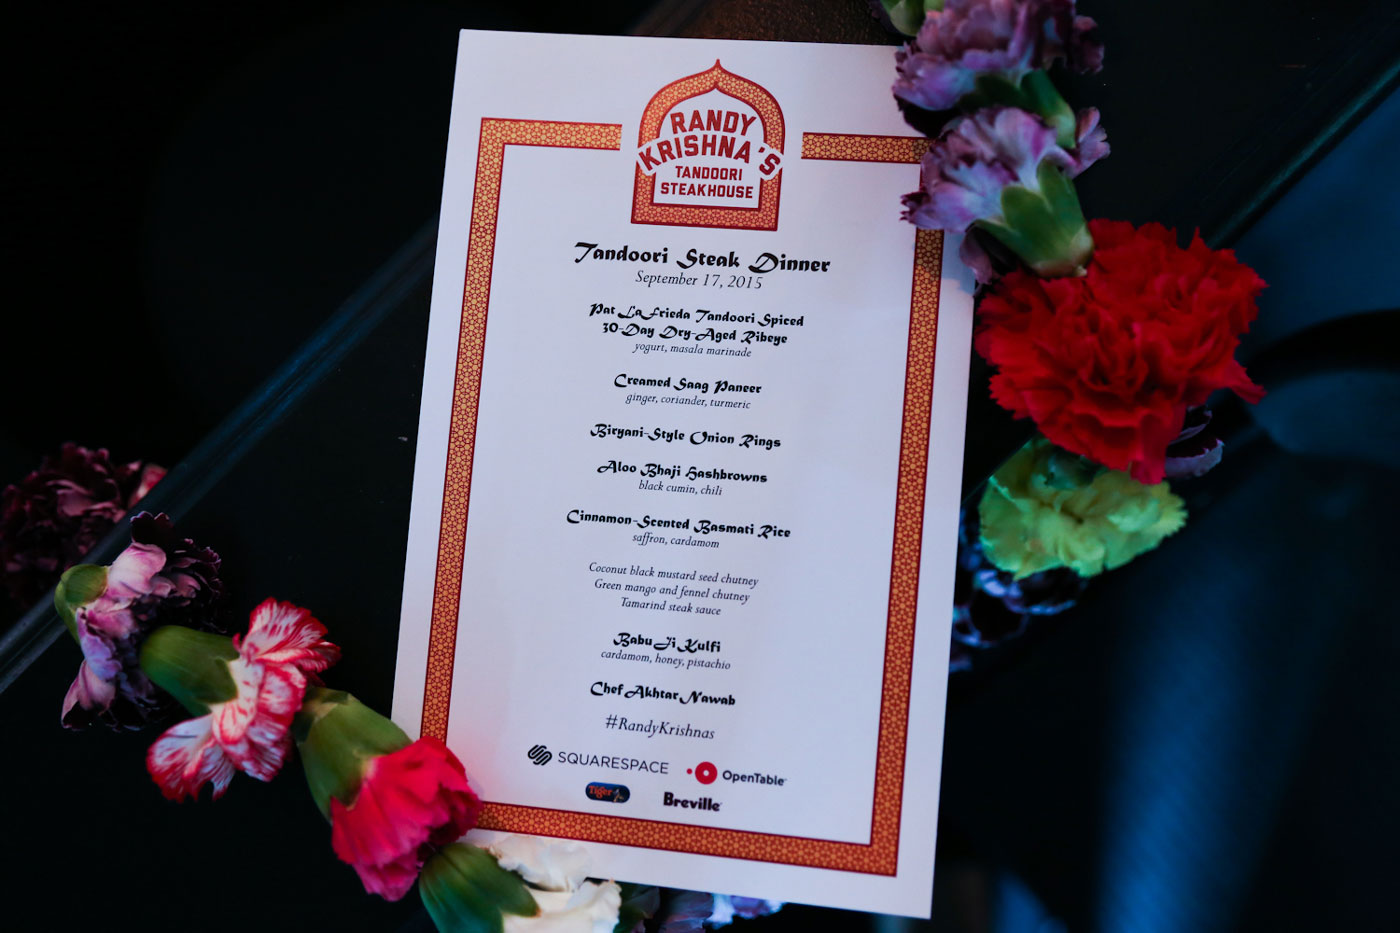 RANDY
KRISHNA'S
TANDOORI
STEAKHOUSE
Tandoori Steak Dinner
September 17, 2015
Pat LaFrieda Tandoori Spiced
30-Day Dry-Aged Ribeye
yogurt, masala marinade
Creamed Saag Paneer
ginger, coriander, turmeric
Biryani-Style Onion Rings
Aloo Bhaji Hashbrowns
black cumin, chili
Cinnamon-Scented Basmati Rice
saffron, cardamom
Coconut black mustard seed chutney
Green mango and fennel chutney
Tamarind steak sauce
Babu Ji Kulfi
cardamom, honey, pistachio
Chef Akhtar Nawab
#RandyKrishnas
SQUARESPACE OpenTable
Tiger Breville